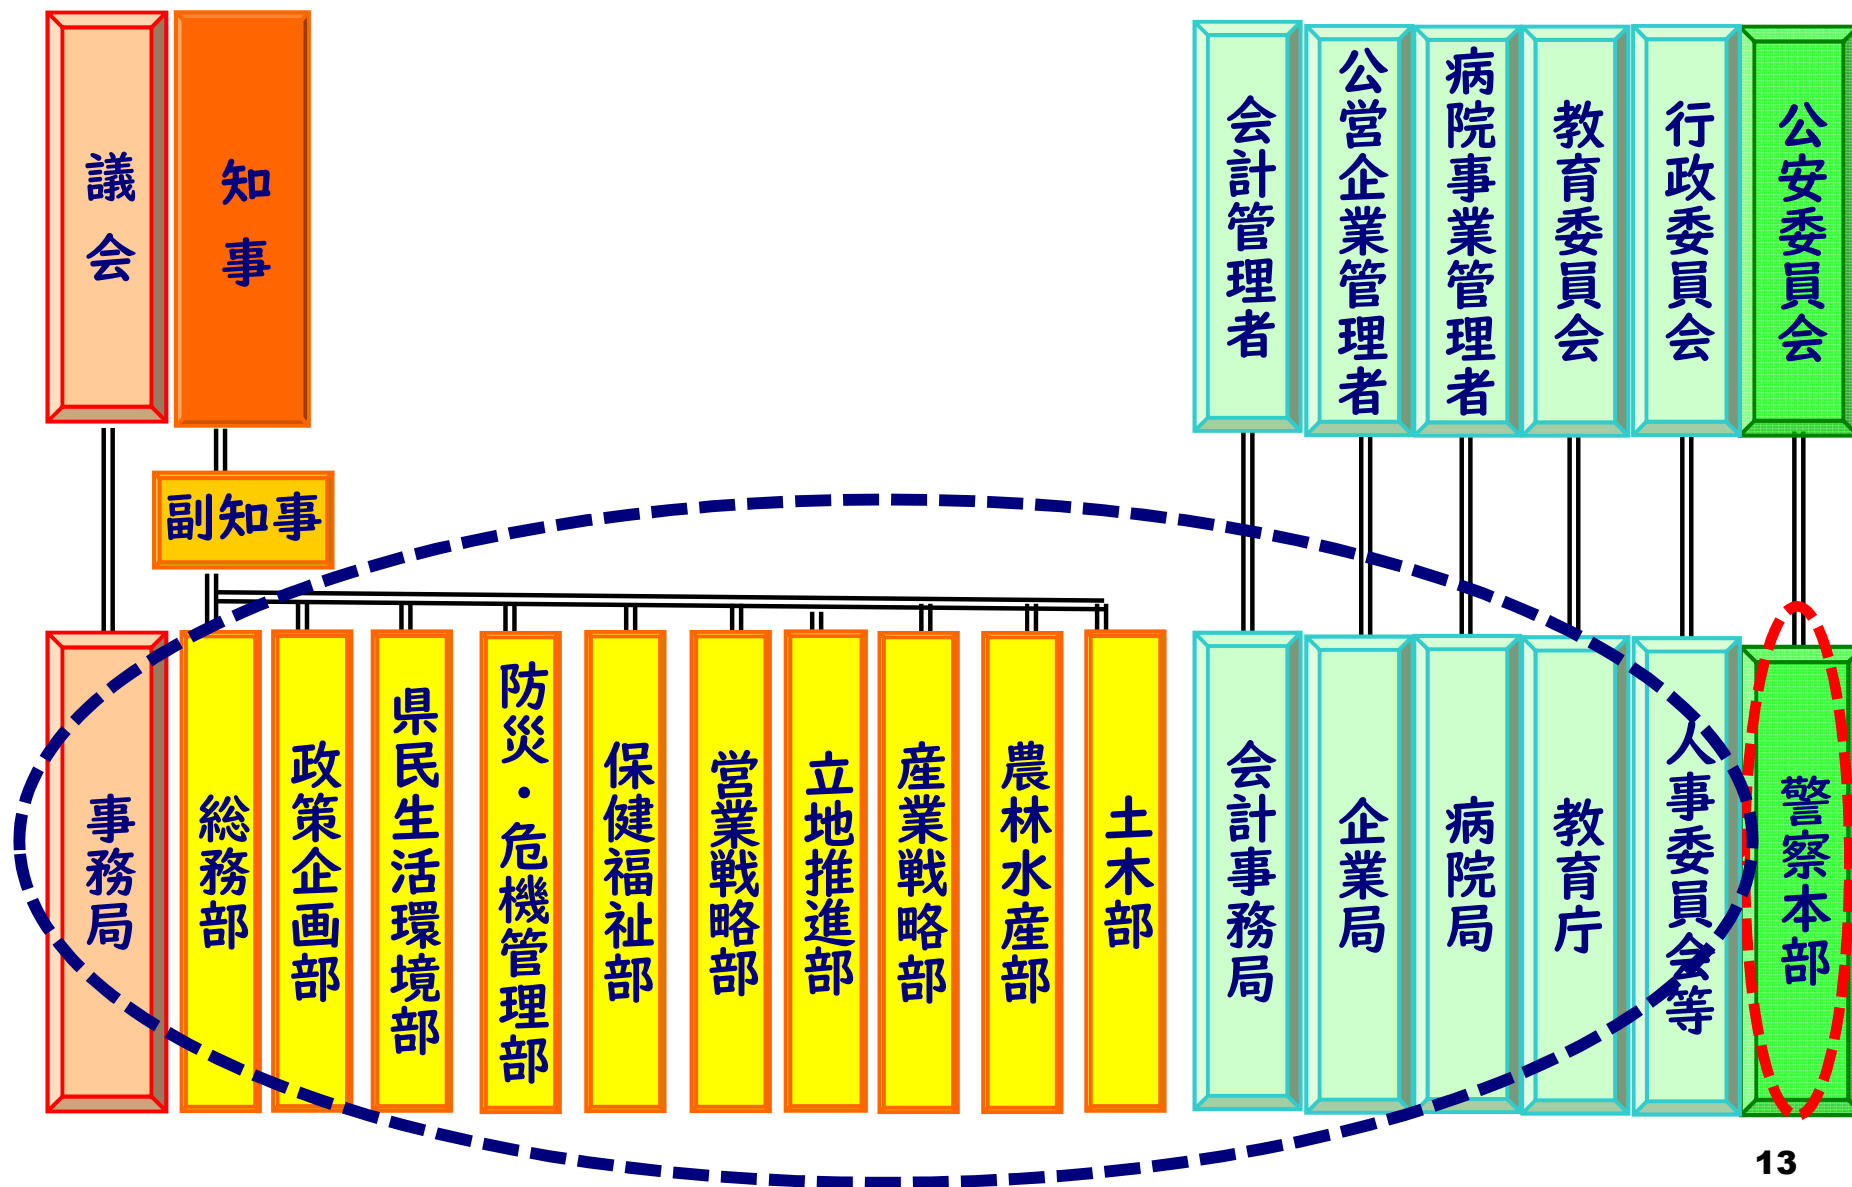 議会
知事
会計管理者
公営企業管理者
病院事業管理者
教育委員会
行政委員会
公安委員会
副知事
事務局
総務部
政策企画部
県民生活環境部
防災・危機管理部
保健福祉部
営業戦略部
立地推進部
産業戦略部
農林水産部
土木部
会計事務局
企業局
病院局
教育庁
人事委員会等
警察本部
13